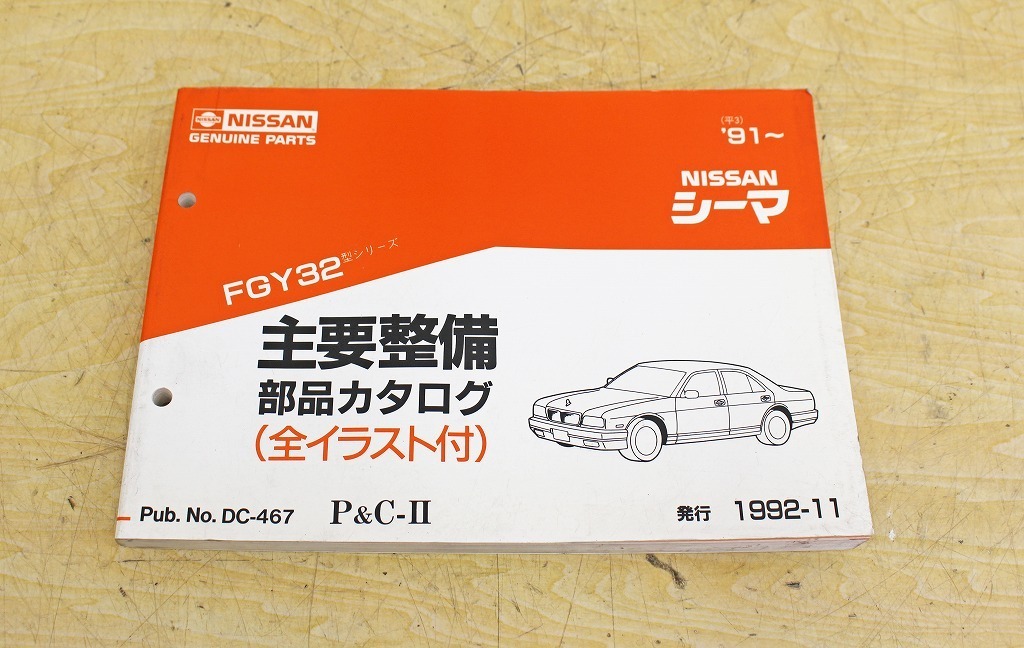 NISSAN
GENUINE PARTS
(平3)
'91~
NISSAN
シーマ
FGY32型シリーズ
主要整備
部品カタログ
(全イラスト付)
Pub. No. DC-467 P&C-II
発行 1992-11